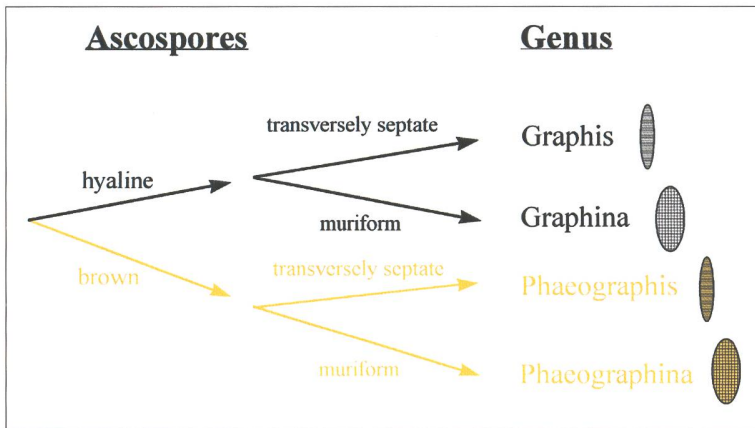 Ascospores Genus
transversely septate
Graphis
hyaline
muriform
Graphina
brown
transversely septate
Phaeographis
muriform
Phaeographina